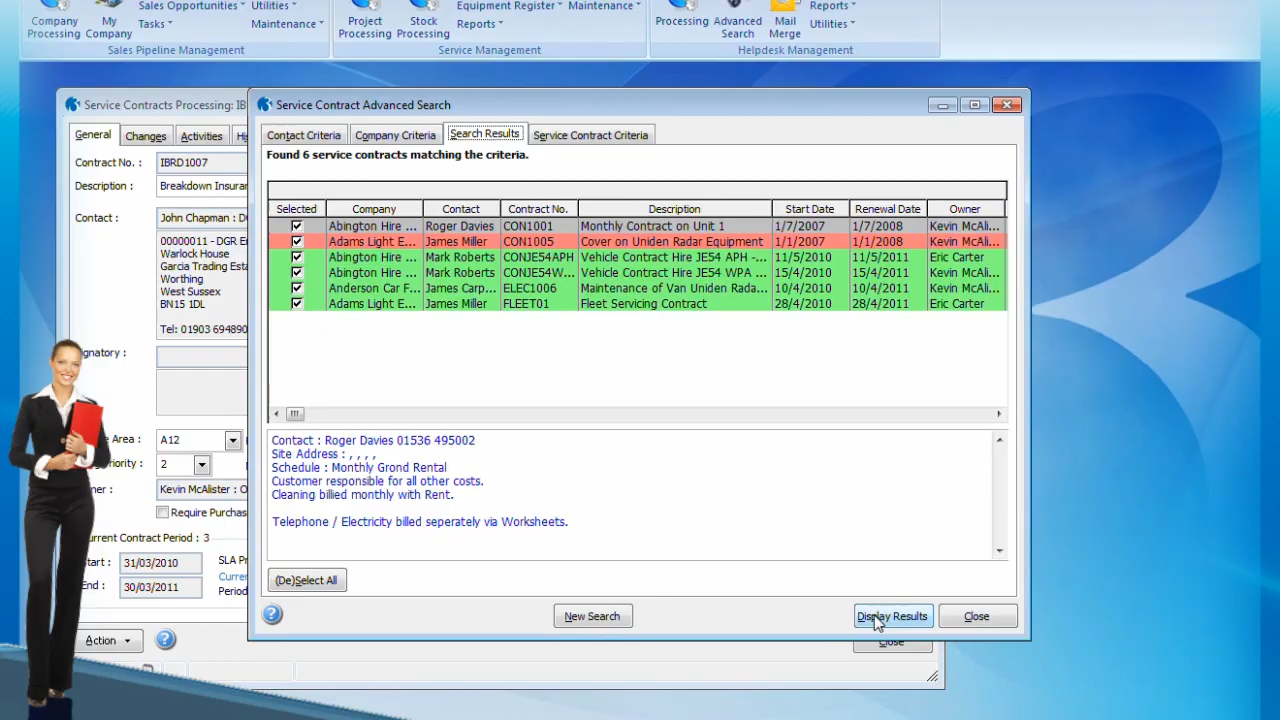 Sales Opportunities Utilities Equipment Register Maintenance Reports
Company Processing My Company Tasks Maintenance Project Processing Stock Processing Reports Processing Advanced Search Mail Merge Utilities
Sales Pipeline Management Service Management Helpdesk Management
Service Contracts Processing: IB
General Changes Activities Hi
Contract No. : IBRD1007
Description : Breakdown Insuran
Contact : John Chapman : D
00000011 - DGR E
Warlock House
Garcia Trading Esta
Worthing
West Sussex
BN15 1DL
Tel: 01903 694890
gnatory :
e Area : A12
riority : 2
ner : Kevin McAlister : O
Require Purchas
urrent Contract Period : 3
tart : 31/03/2010 SLA Pr
Curre
End : 30/03/2011 Period
Action
Close
Service Contract Advanced Search
Contact Criteria Company Criteria Search Results Service Contract Criteria
Found 6 service contracts matching the criteria.
Selected Company Contact Contract No. Description Start Date Renewal Date Owner
Abington Hire ... Roger Davies CON1001 Monthly Contract on Unit 1 1/7/2007 1/7/2008 Kevin McAli...
Adams Light E... James Miller CON1005 Cover on Uniden Radar Equipment 1/1/2007 1/1/2008 Kevin McAli...
Abington Hire ... Mark Roberts CONJE54APH Vehicle Contract Hire JE54 APH -... 11/5/2010 11/5/2011 Eric Carter
Abington Hire ... Mark Roberts CONJE54W... Vehicle Contract Hire JE54 WPA ... 15/4/2010 15/4/2011 Kevin McAli...
Anderson Car F... James Carp... ELEC1006 Maintenance of Van Uniden Rada... 10/4/2010 10/4/2011 Kevin McAli...
Adams Light E... James Miller FLEET01 Fleet Servicing Contract 28/4/2010 28/4/2011 Eric Carter
Contact : Roger Davies 01536 495002
Site Address : , , , ,
Schedule : Monthly Grond Rental
Customer responsible for all other costs.
Cleaning billied monthly with Rent.
Telephone / Electricity billed seperately via Worksheets.
(De)Select All
New Search Display Results Close